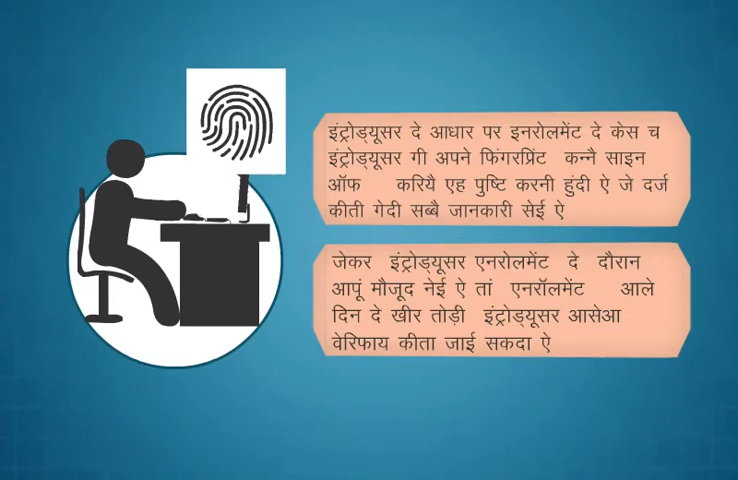 इंट्रोड्यूसर दे आधार पर इनरोलमेंट दे केस च
इंट्रोड्यूसर गी अपने फिंगरप्रिंट कन्नै साइन
ऑफ करियै एह पुष्टि करनी हुंदी ऐ जे दर्ज
कीती गेदी सब्बै जानकारी सेई ऐ
जेकर इंट्रोड्यूसर एनरोलमेंट दे दौरान
आपूं मौजूद नेई ऐ तां एनरॉलमेंट आले
दिन दे खीर तोड़ी इंट्रोड्यूसर आसेआ
वेरिफाय कीता जाई सकदा ऐ